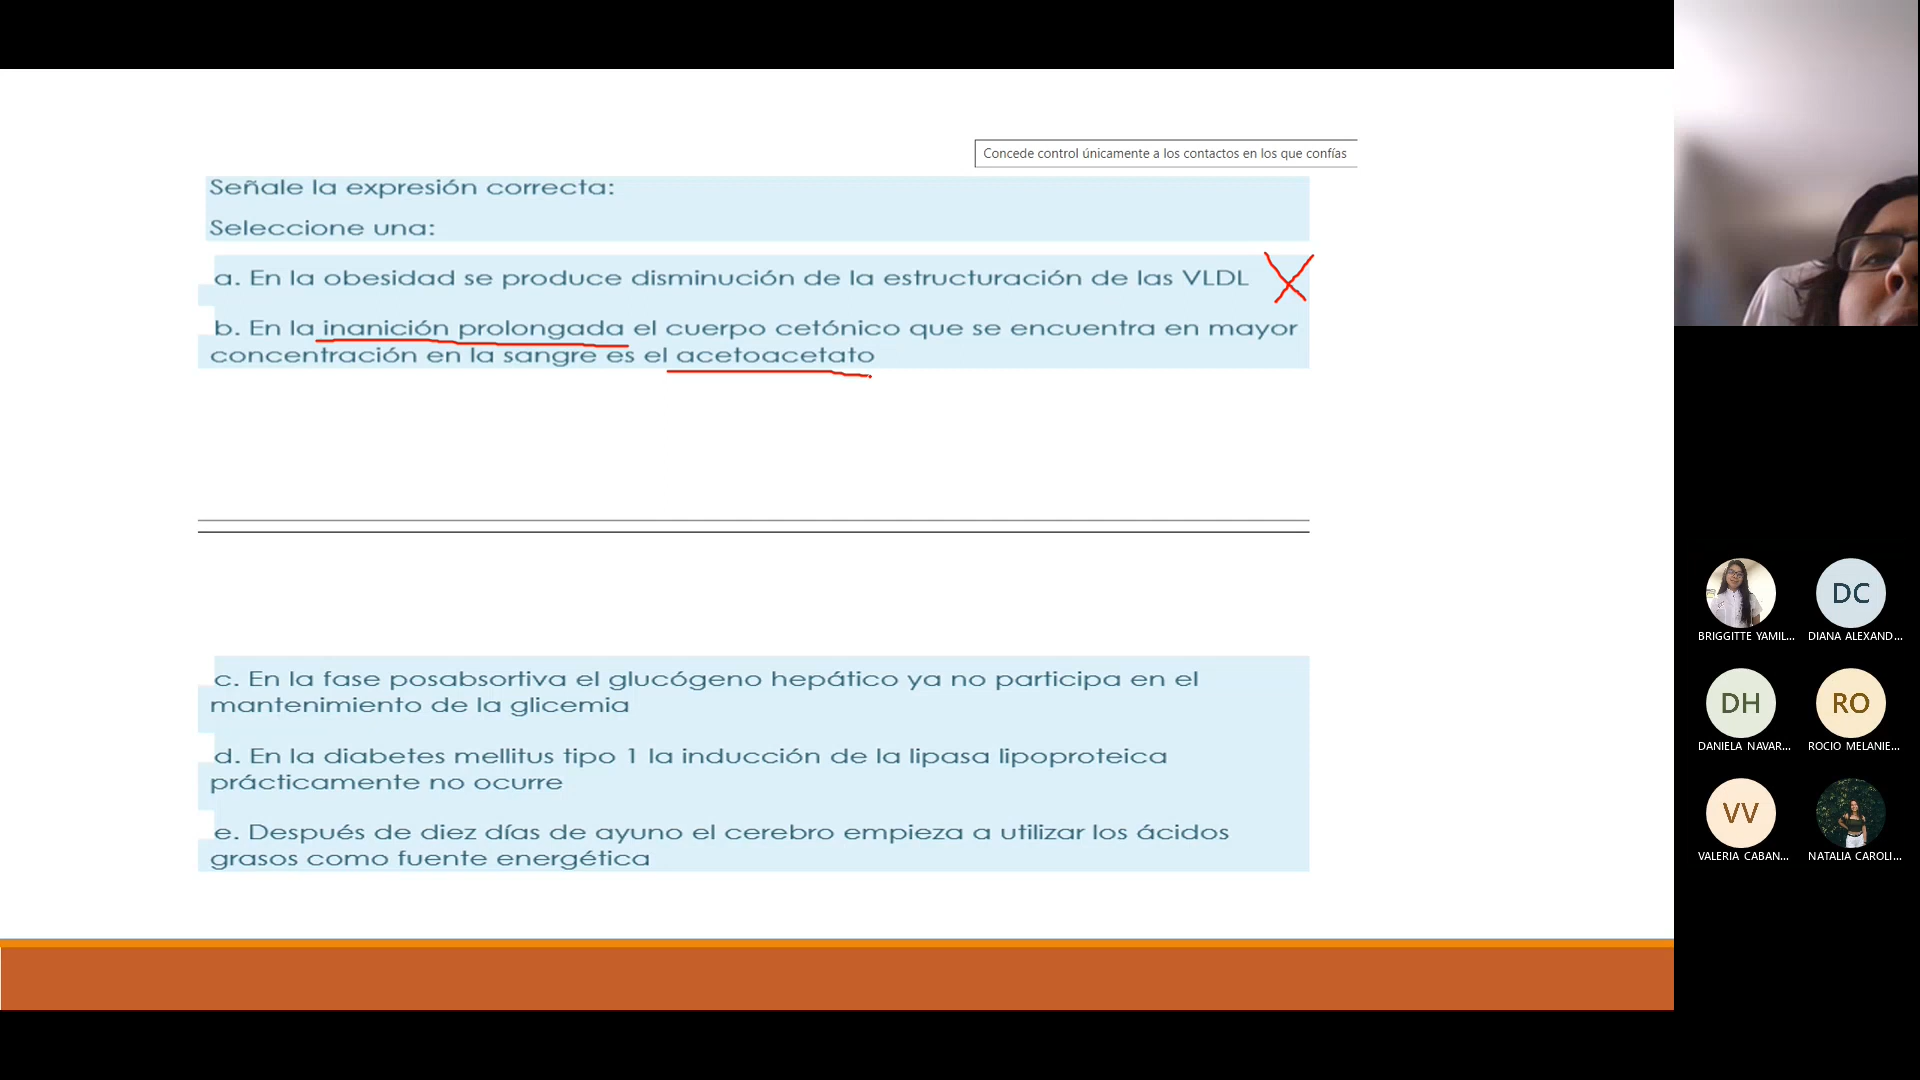 Concede control únicamente a los contactos en los que confías
Señale la expresión correcta:
Seleccione una:
a. En la obesidad se produce disminución de la estructuración de las VLDL
b. En la inanición prolongada el cuerpo cetónico que se encuentra en mayor
concentración en la sangre es el acetoacetato
c. En la fase posabsortiva el glucógeno hepático ya no participa en el
mantenimiento de la glicemia
d. En la diabetes mellitus tipo 1 la inducción de la lipasa lipoproteica
prácticamente no ocurre
e. Después de diez días de ayuno el cerebro empieza a utilizar los ácidos
grasos como fuente energética
DC
BRIGGITTE YAMIL... DIANA ALEXAND...
DH RO
DANIELA NAVAR... ROCIO MELANIE...
VV
VALERIA CABAN... NATALIA CAROLI...